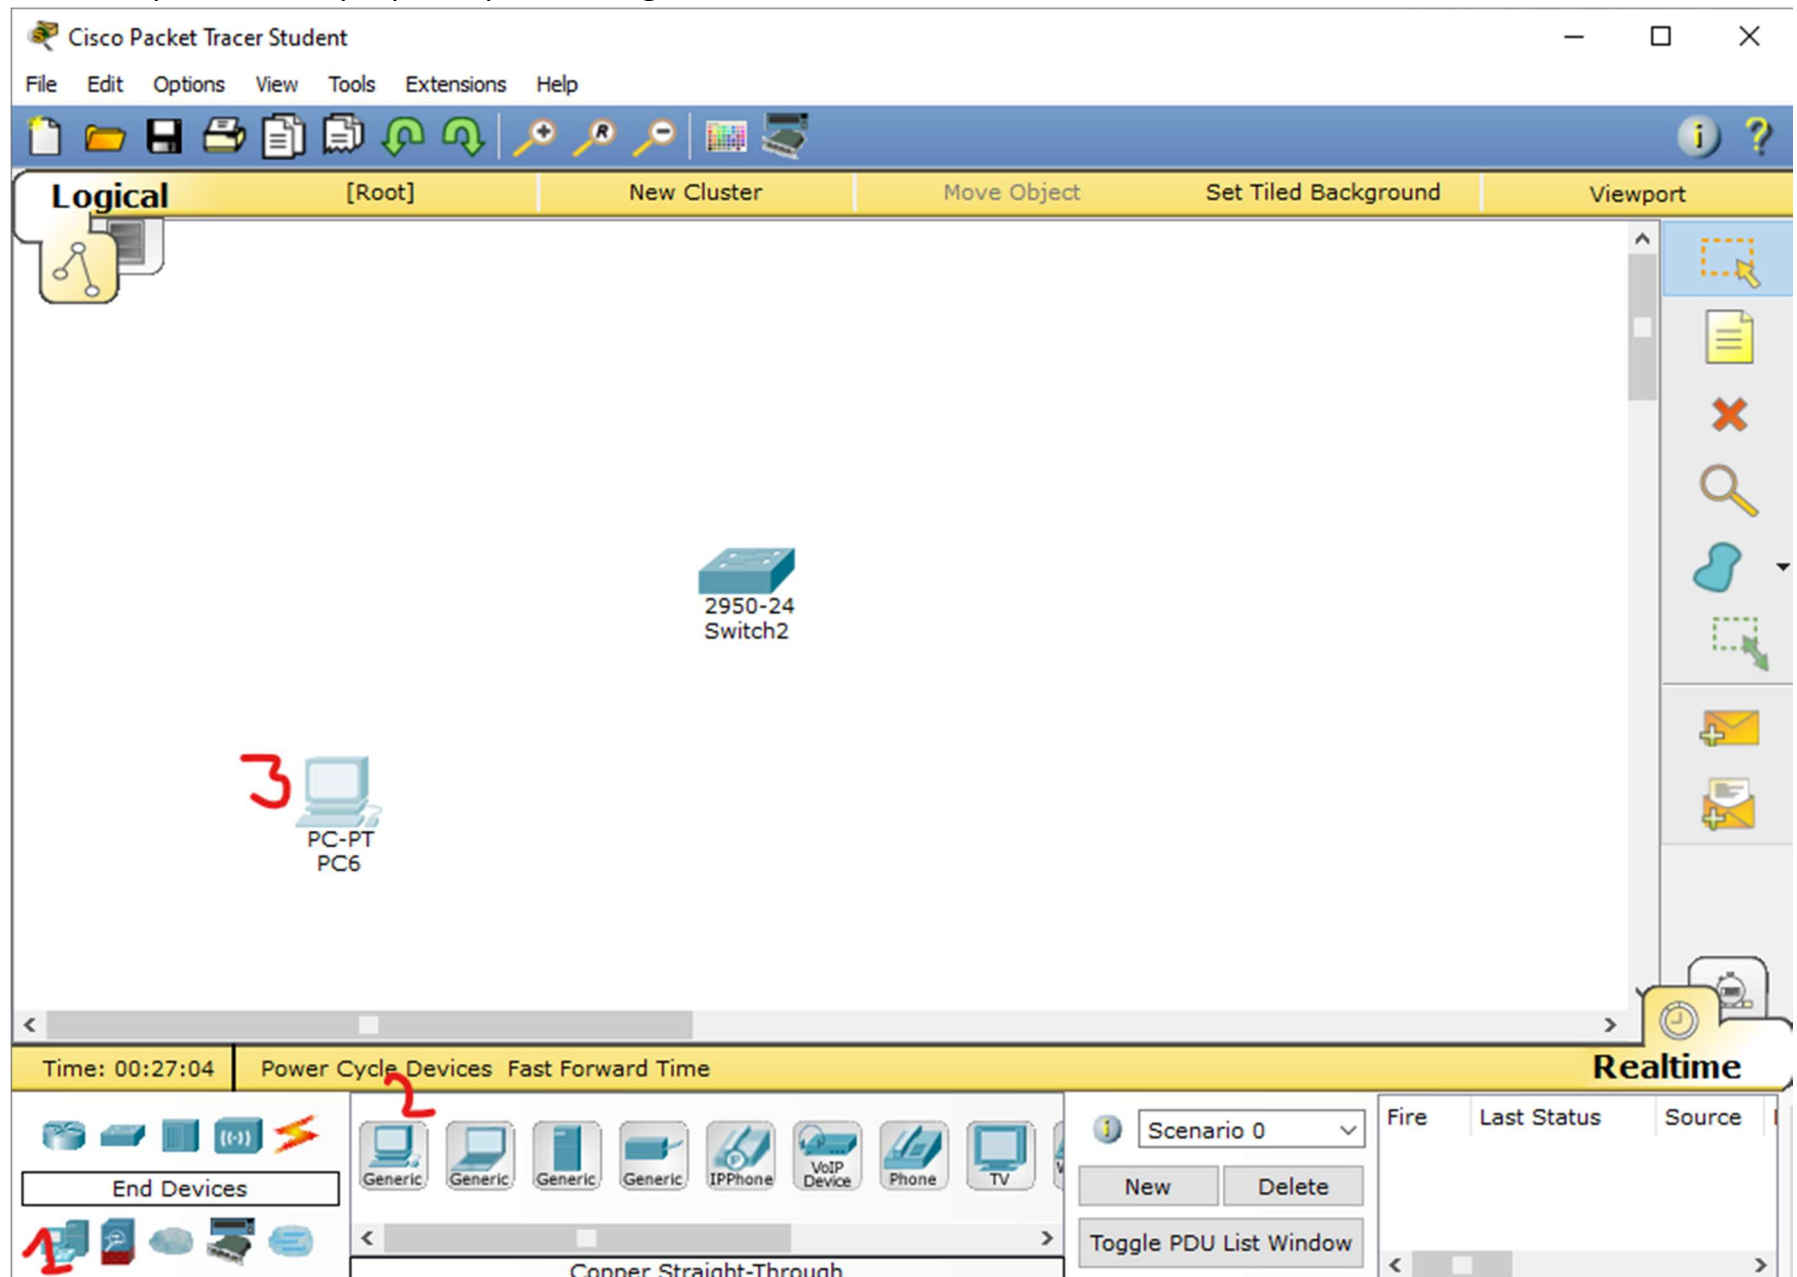 Cisco Packet Tracer Student
File Edit Options View Tools Extensions Help
R
i ?
Logical [Root] New Cluster Move Object Set Tiled Background Viewport
2950-24
Switch2
3
PC-PT
PC6
Time: 00:27:04 Power Cycle Devices Fast Forward Time Realtime
2
Generic Generic Generic Generic IPPhone VoIP Device Phone TV
End Devices
1
Copper Straight-Through
i Scenario 0
New Delete
Toggle PDU List Window
Fire Last Status Source